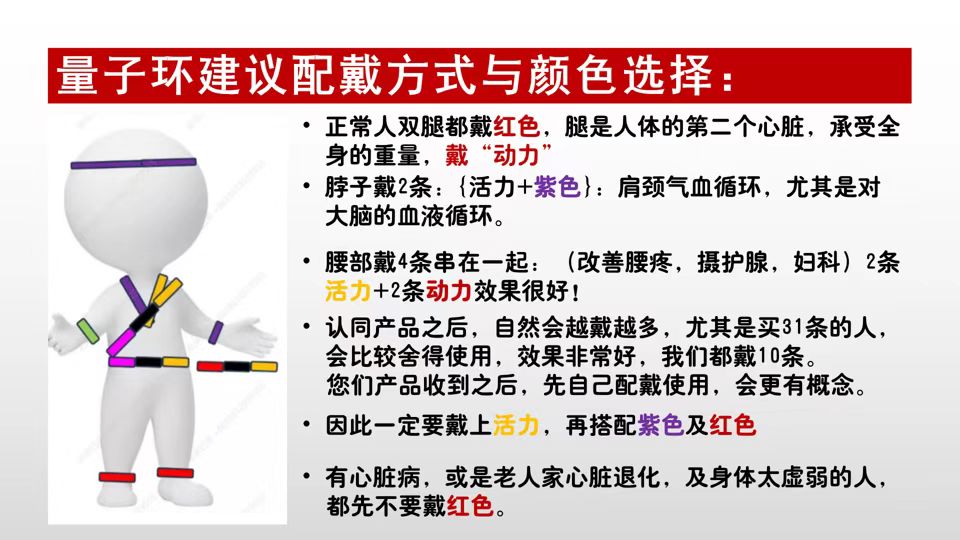 量子环建议配戴方式与颜色选择：
• 正常人双腿都戴红色，腿是人体的第二个心脏，承受全
身的重量，戴“动力”
• 脖子戴2条：{活力+紫色}：肩颈气血循环，尤其是对
大脑的血液循环。
• 腰部戴4条串在一起：（改善腰疼，摄护腺，妇科）2条
活力+2条动力效果很好！
• 认同产品之后，自然会越戴越多，尤其是买31条的人，
会比较舍得使用，效果非常好，我们都戴10条。
您们产品收到之后，先自己配戴使用，会更有概念。
• 因此一定要戴上活力，再搭配紫色及红色
• 有心脏病，或是老人家心脏退化，及身体太虚弱的人，
都先不要戴红色。